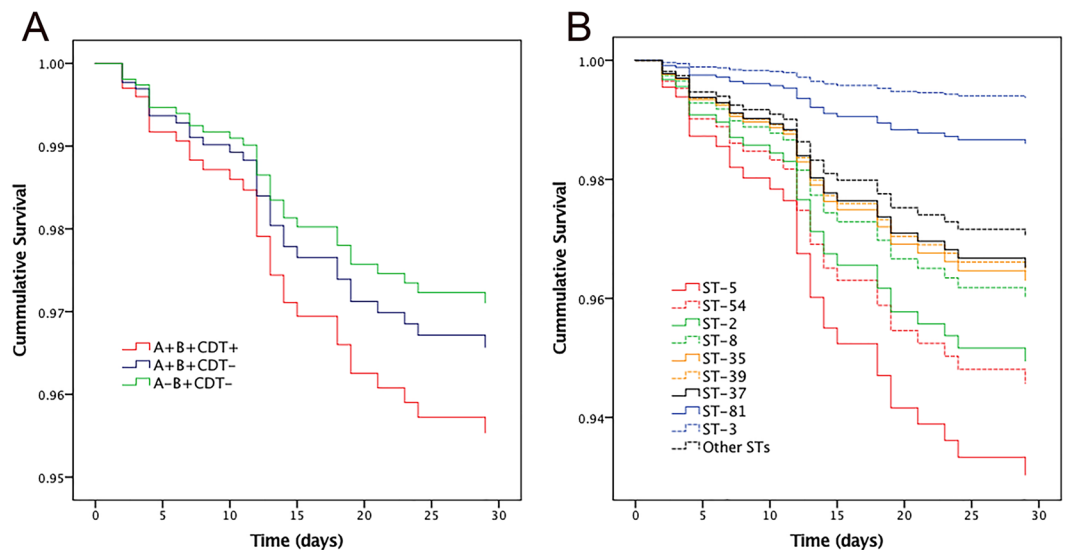 A
B
Cummulative Survival
1.00
0.99
0.98
0.97
0.96
0.95
A+B+CDT+
A+B+CDT−
A−B+CDT−
0 5 10 15 20 25 30
Time (days)
Cummulative Survival
1.00
0.98
0.96
0.94
ST−5
ST−54
ST−2
ST−8
ST−35
ST−39
ST−37
ST−81
ST−3
Other STs
0 5 10 15 20 25 30
Time (days)